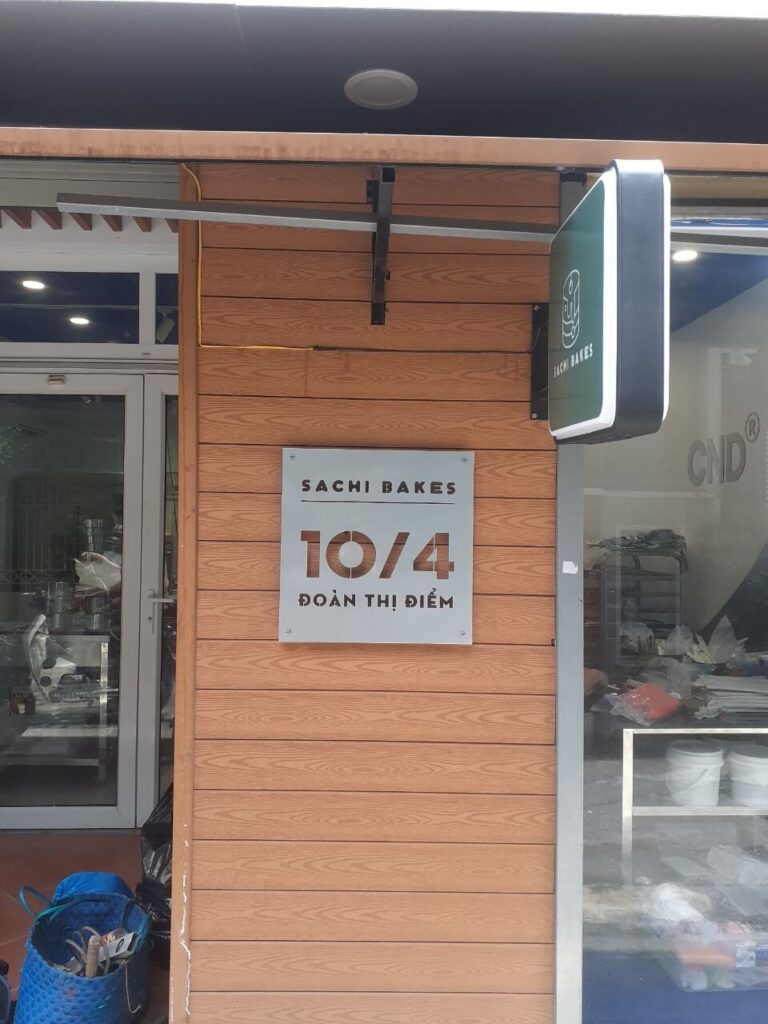 SACHI BAKES
CND®
SACHI BAKES
10/4
ĐOÀN THỊ ĐIỂM